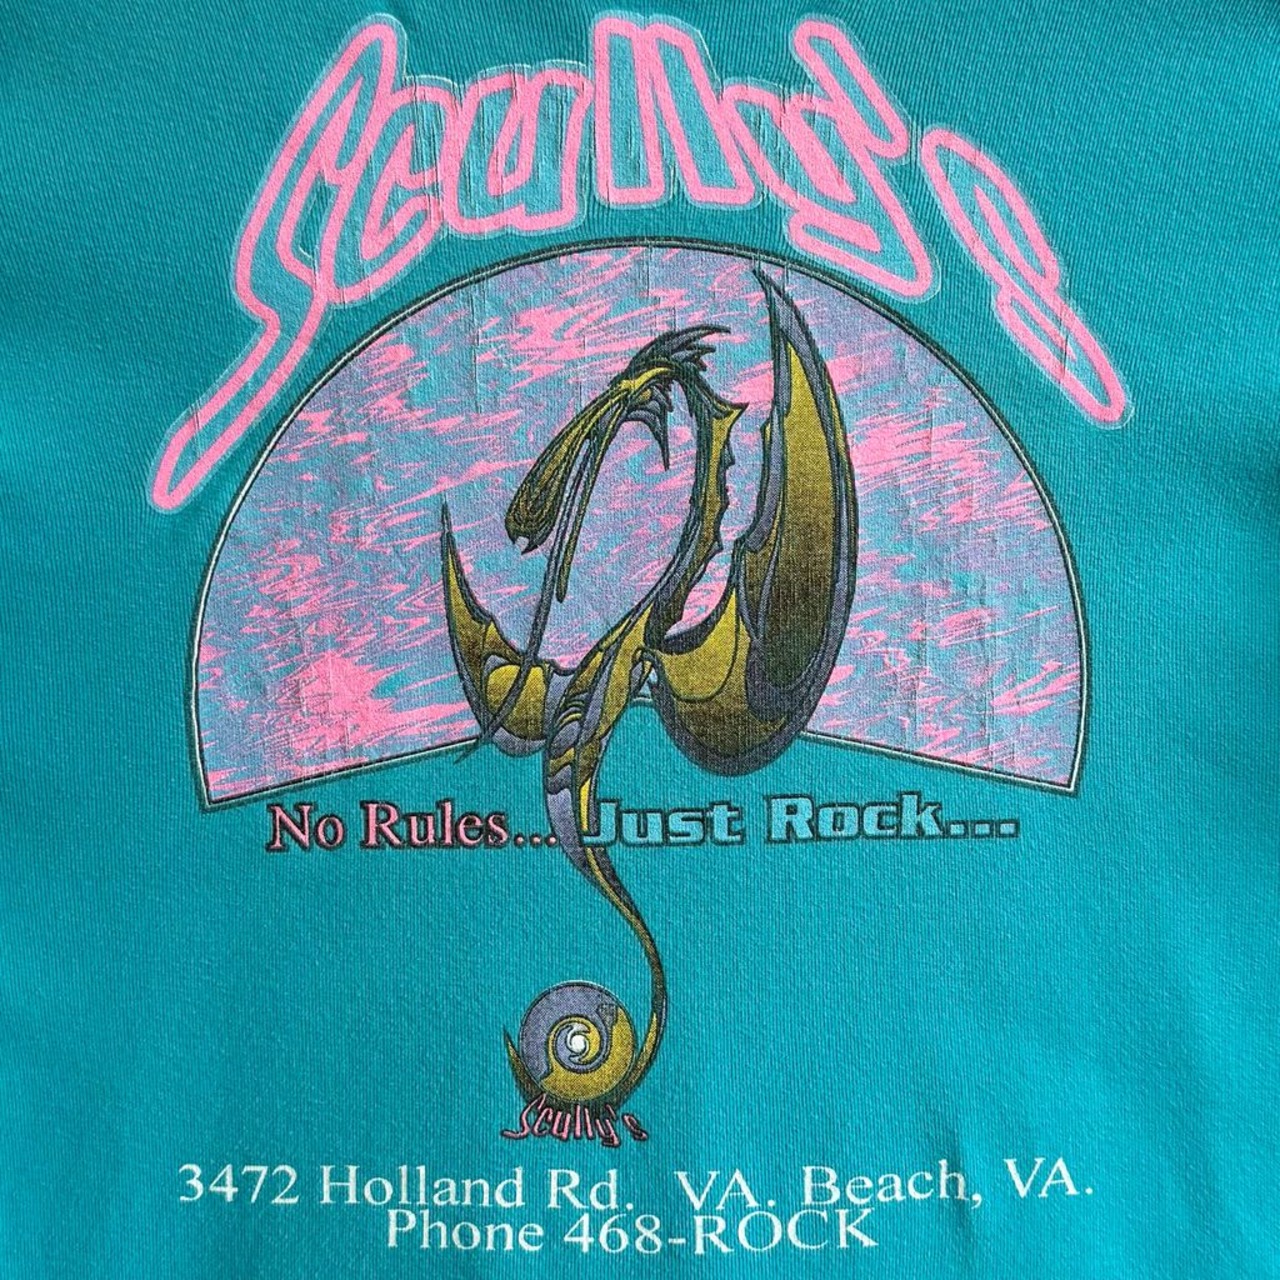 Scully's
No Rules... Just Rock...
Scully's
3472 Holland Rd. VA. Beach, VA.
Phone 468-ROCK